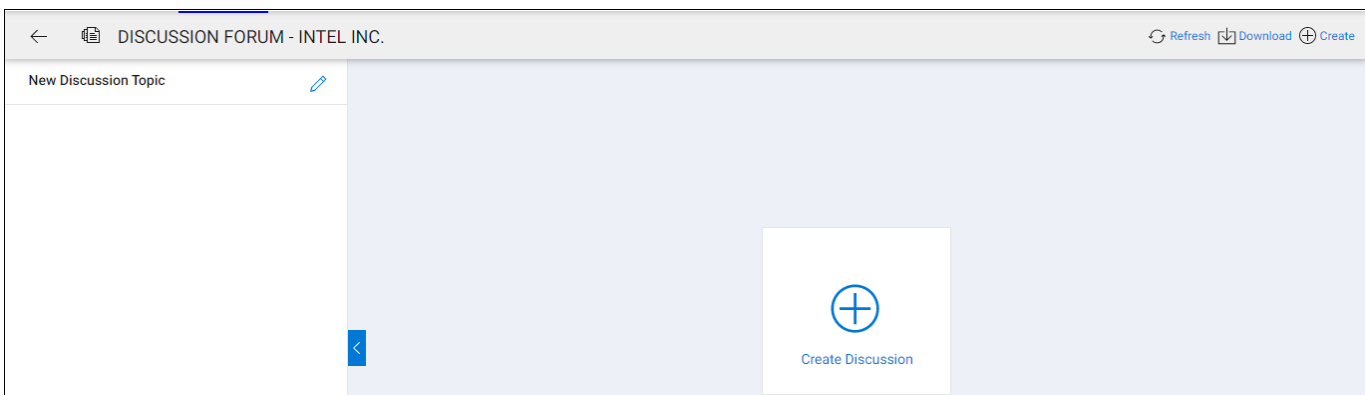 DISCUSSION FORUM - INTEL INC.
Refresh Download Create
New Discussion Topic
Create Discussion